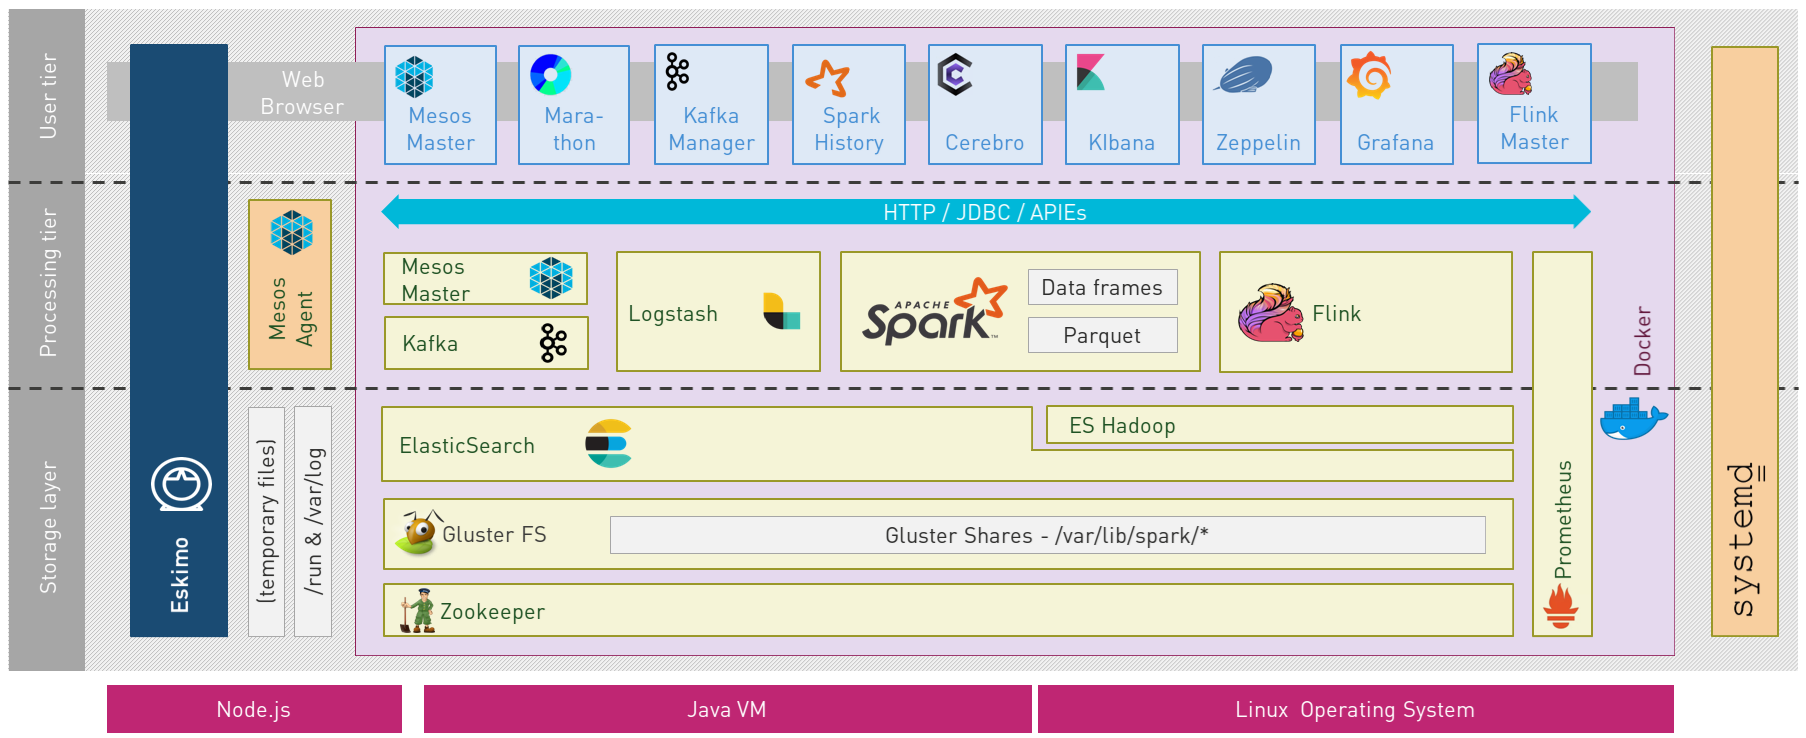 User tier
Web
Browser
Mesos
Master
Mara-
thon
Kafka
Manager
Spark
History
Cerebro
KIbana
Zeppelin
Grafana
Flink
Master
Processing tier
HTTP / JDBC / APIEs
Mesos
Agent
Mesos
Master
Kafka
Logstash
APACHE
Spark™
Data frames
Parquet
Flink
Docker
Storage layer
Eskimo
(temporary files)
/run & /var/log
ElasticSearch
ES Hadoop
Gluster FS
Gluster Shares - /var/lib/spark/*
Zookeeper
Prometheus
systemd
Node.js
Java VM
Linux Operating System